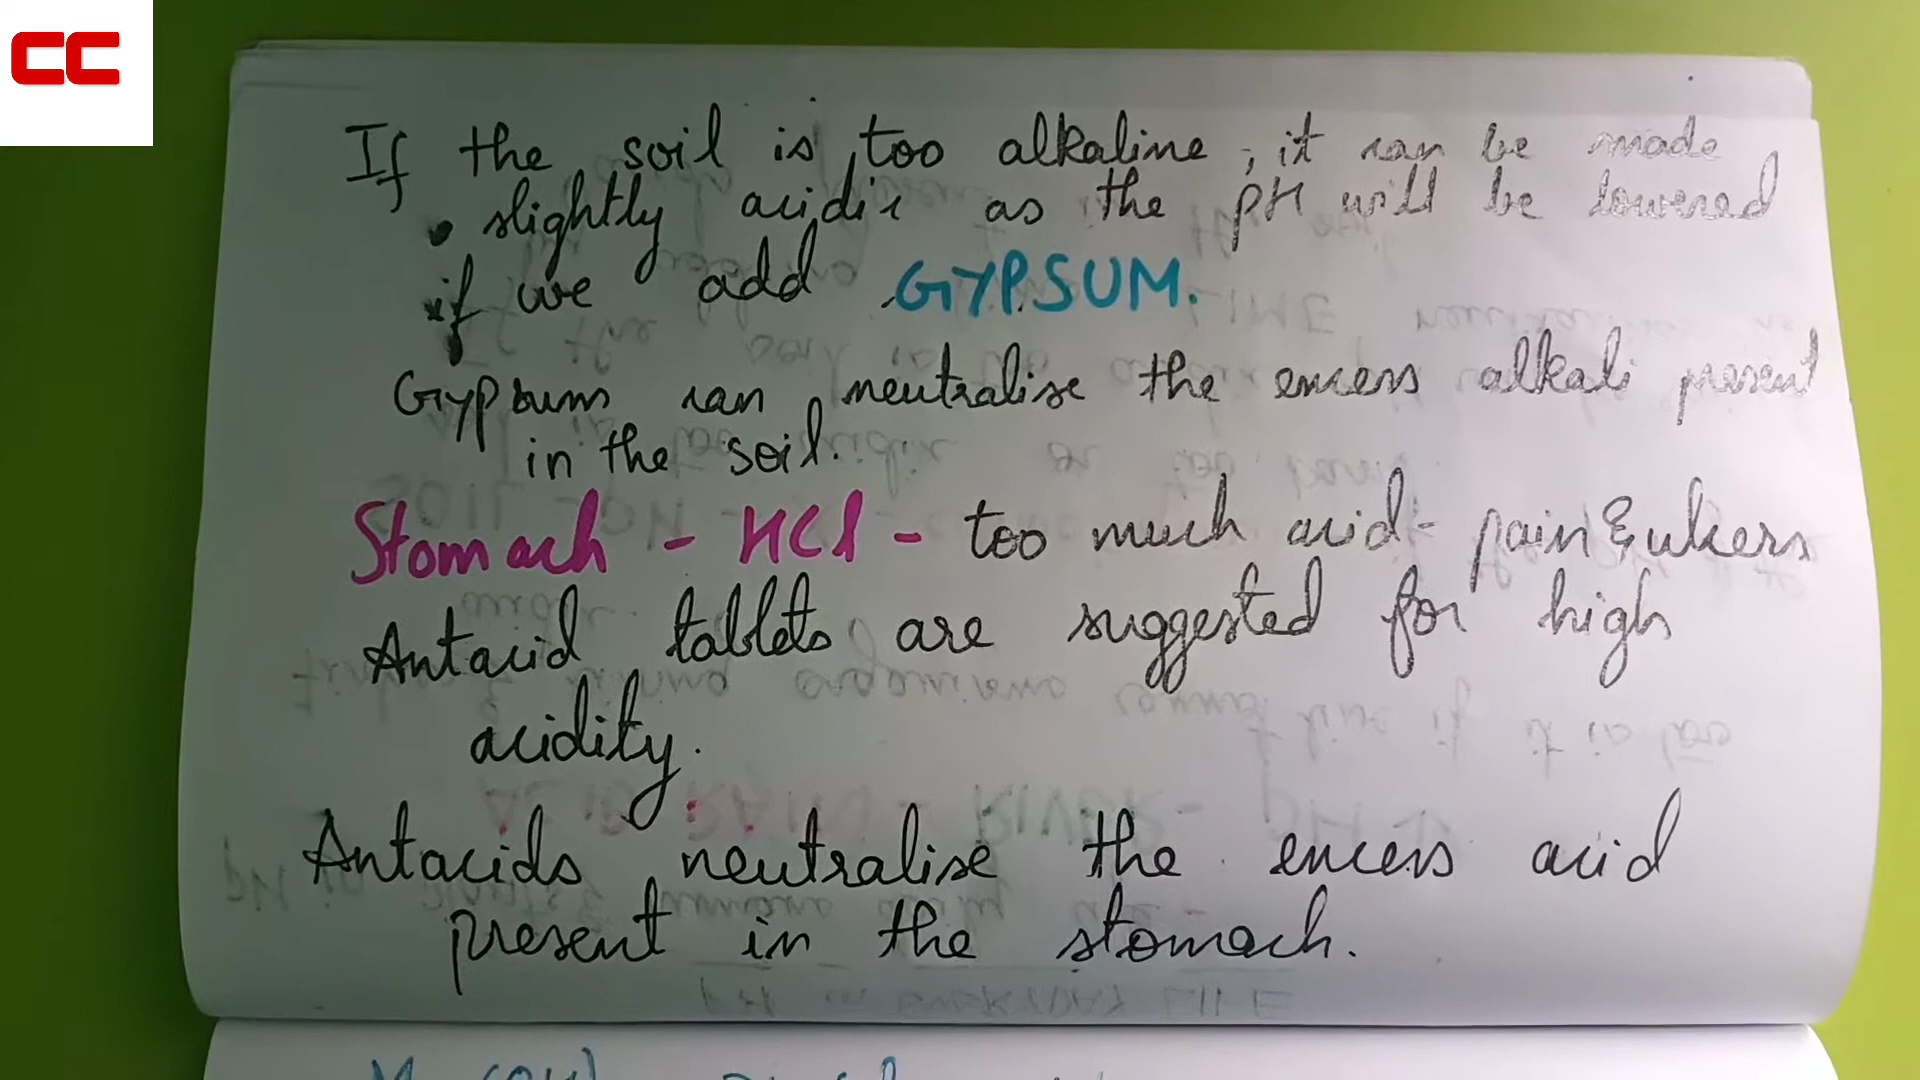 CC
If the soil is too alkaline, it can be made
slightly acidic as the pH will be lowered
if we add GYPSUM.
Gypsum can neutralise the excess alkali present
in the soil.
Stomach - HCl - too much acid - pain & ulcers
Antacid tablets are suggested for high
acidity.
Antacids neutralise the excess acid
present in the stomach.